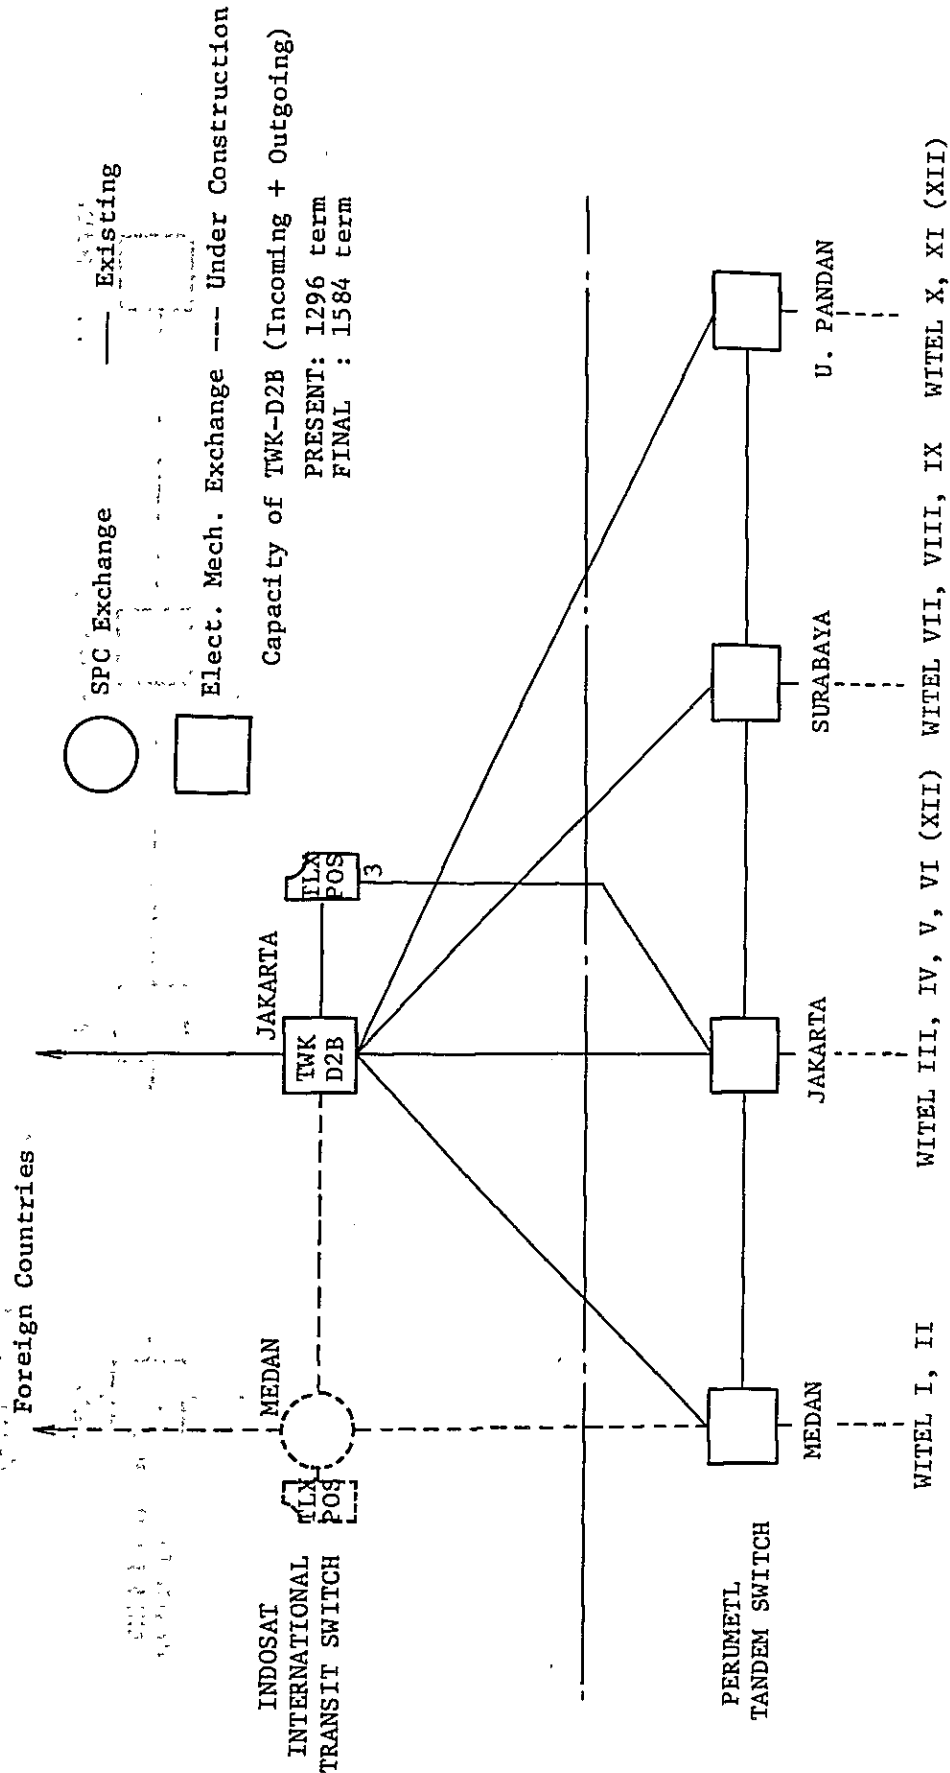 Foreign Countries
SPC Exchange
Existing
Elect. Mech. Exchange --- Under Construction
Capacity of TWK-D2B (Incoming + Outgoing)
PRESENT: 1296 term
FINAL : 1584 term
INDOSAT
INTERNATIONAL
TRANSIT SWITCH
TLX
POS
MEDAN
JAKARTA
TWK
D2B
TLX
POS
3
PERUMETL
TANDEM SWITCH
MEDAN
JAKARTA
SURABAYA
U. PANDAN
WITEL I, II
WITEL III, IV, V, VI (XII)
WITEL VII, VIII, IX
WITEL X, XI (XII)